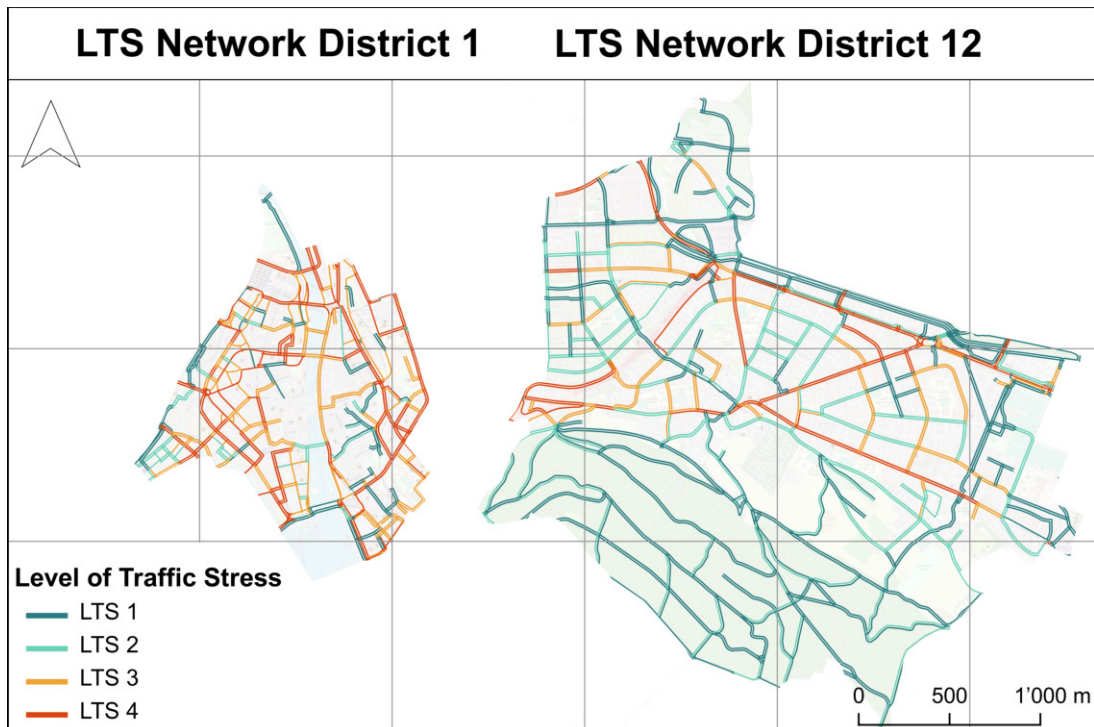 LTS Network District 1
LTS Network District 12
Level of Traffic Stress
LTS 1
LTS 2
LTS 3
LTS 4
0 500 1'000 m